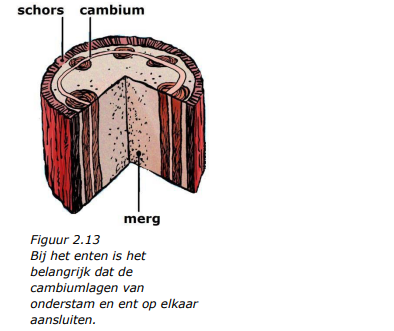 schors cambium
merg
Figuur 2.13
Bij het enten is het
belangrijk dat de
cambiumlagen van
onderstam en ent op elkaar
aansluiten.